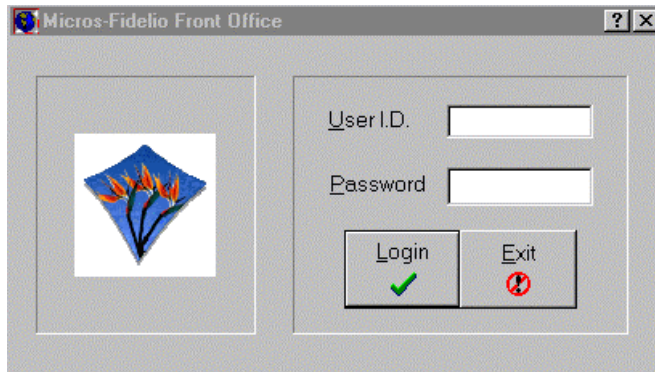 Micros-Fidelio Front Office
User I.D.
Password
Login
Exit